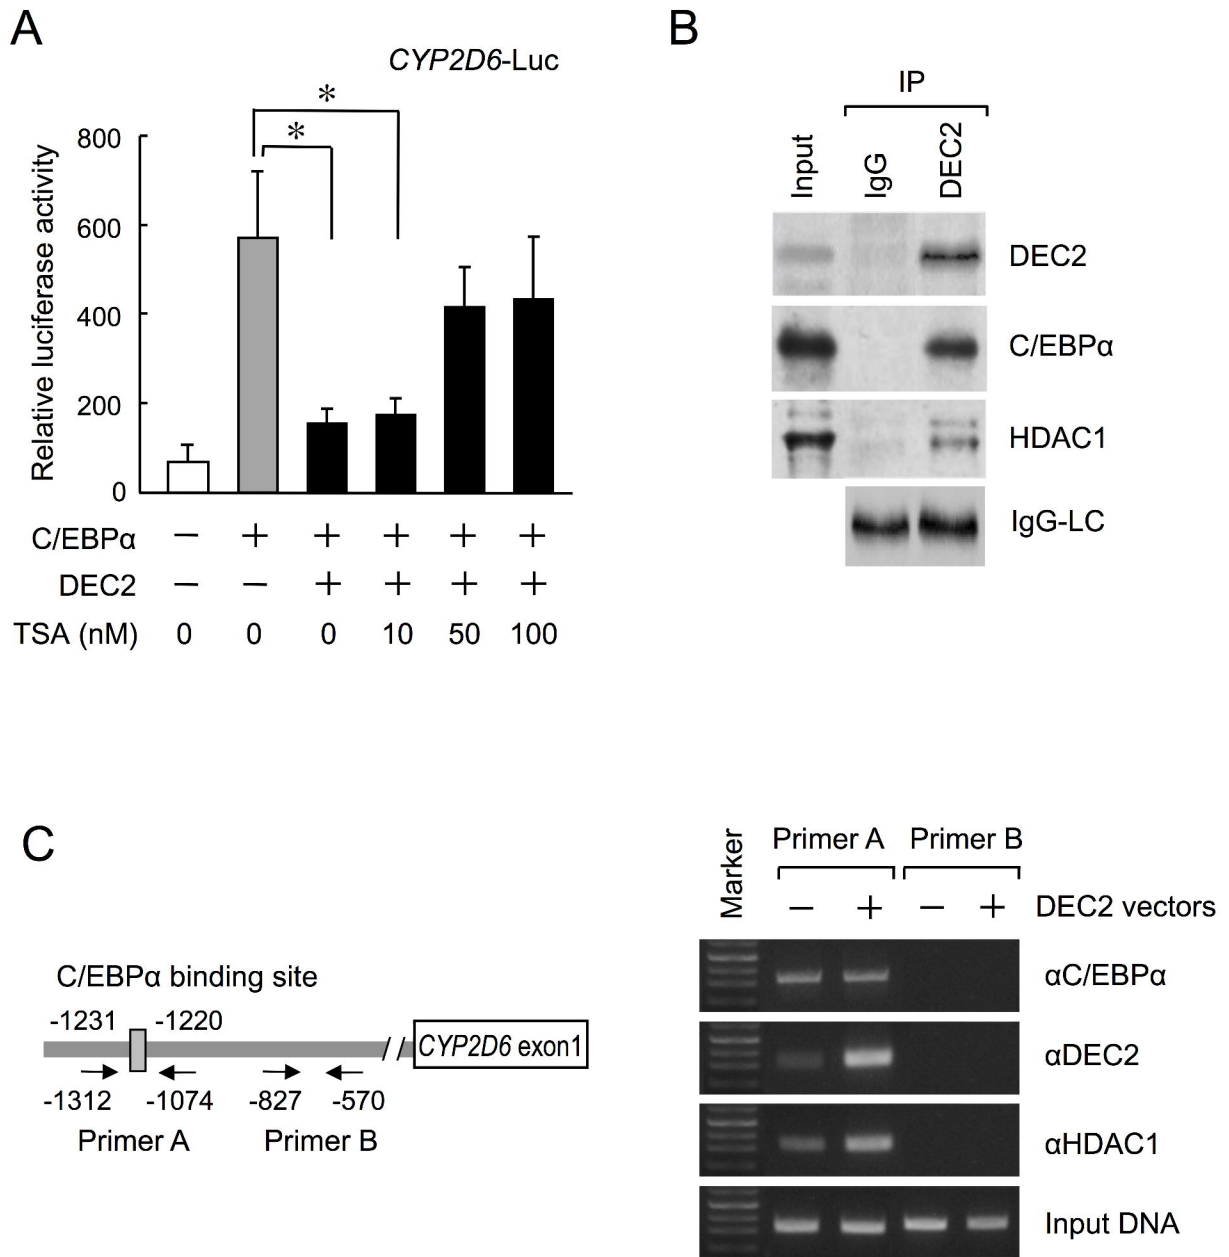 A
CYP2D6-Luc
*
*
Relative luciferase activity
800
600
400
200
0
C/EBPα − + + + + +
DEC2 − − + + + +
TSA (nM) 0 0 0 10 50 100
B
IP
Input IgG DEC2
DEC2
C/EBPα
HDAC1
IgG-LC
C
C/EBPα binding site
-1231 -1220
CYP2D6 exon1
-1312 -1074 -827 -570
Primer A Primer B
Marker
Primer A Primer B
− + − + DEC2 vectors
αC/EBPα
αDEC2
αHDAC1
Input DNA